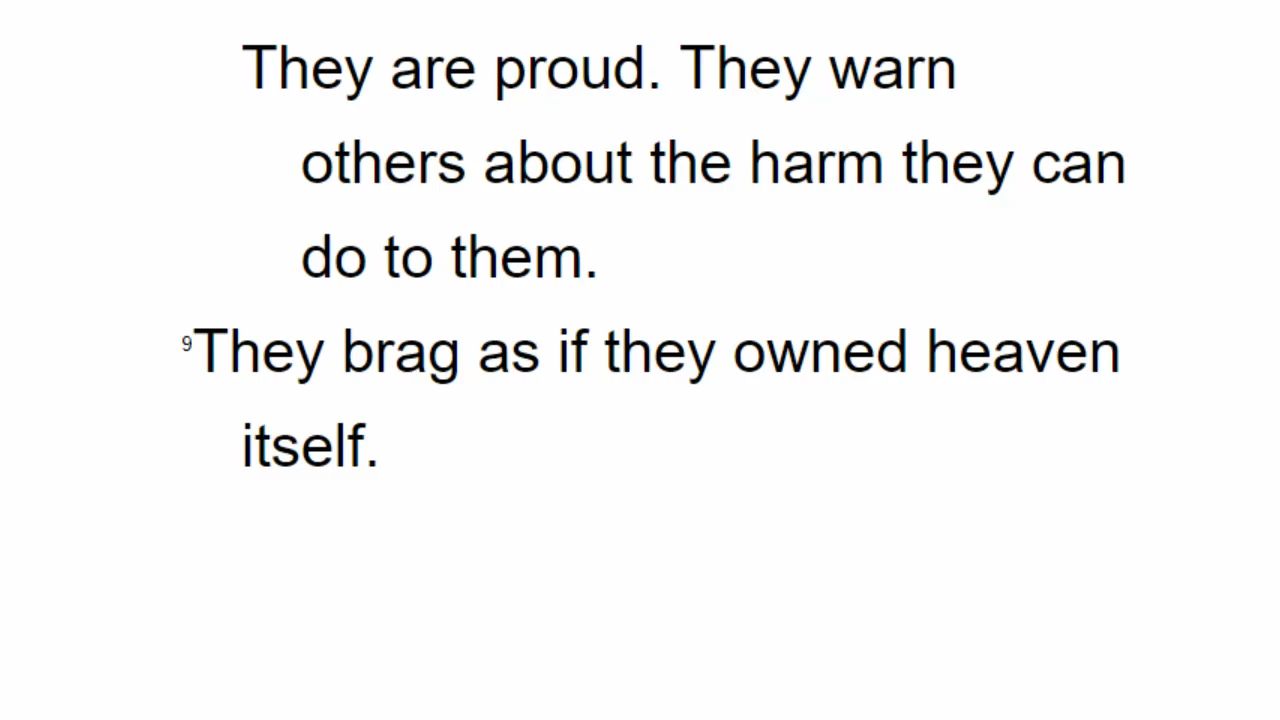 They are proud. They warn
others about the harm they can
do to them.
9They brag as if they owned heaven
itself.